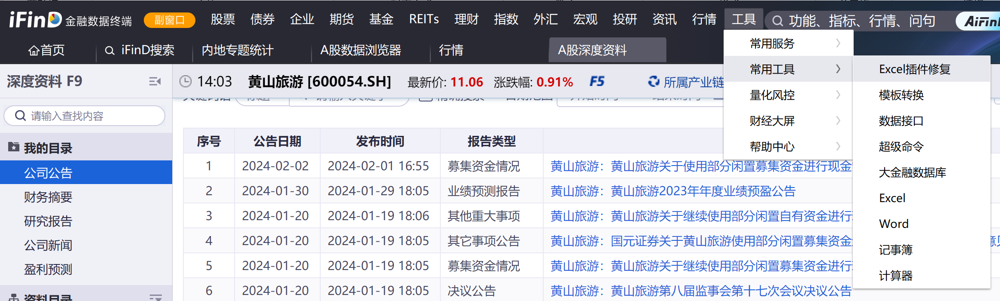 iFinD 金融数据终端 副窗口 股票 债券 企业 期货 基金 REITs 理财 指数 外汇 宏观 投研 资讯 行情 工具 功能、指标、行情、问句 AiFin
首页 iFinD搜索 内地专题统计 A股数据浏览器 行情 A股深度资料
常用服务
常用工具
量化风控
财经大屏
帮助中心
Excel插件修复
模板转换
数据接口
超级命令
大金融数据库
Excel
Word
记事簿
计算器
深度资料 F9
请输入查找内容
我的目录
公司公告
财务摘要
研究报告
公司新闻
盈利预测
资料目录
14:03 黄山旅游 [600054.SH] 最新价: 11.06 涨跌幅: 0.91% F5 所属产业链
序号 公告日期 发布时间 报告类型
1 2024-02-02 2024-02-01 16:55 募集资金情况 黄山旅游：黄山旅游关于使用部分闲置募集资金进行现金
2 2024-01-30 2024-01-29 18:05 业绩预测报告 黄山旅游：黄山旅游2023年年度业绩预盈公告
3 2024-01-20 2024-01-19 18:06 其他重大事项 黄山旅游：黄山旅游关于继续使用部分闲置自有资金进行
4 2024-01-20 2024-01-19 18:05 其它事项公告 黄山旅游：国元证券关于黄山旅游使用部分闲置募集资金
5 2024-01-20 2024-01-19 18:05 募集资金情况 黄山旅游：黄山旅游关于继续使用部分闲置募集资金进行
6 2024-01-20 2024-01-19 18:05 决议公告 黄山旅游：黄山旅游第八届监事会第十七次会议决议公告